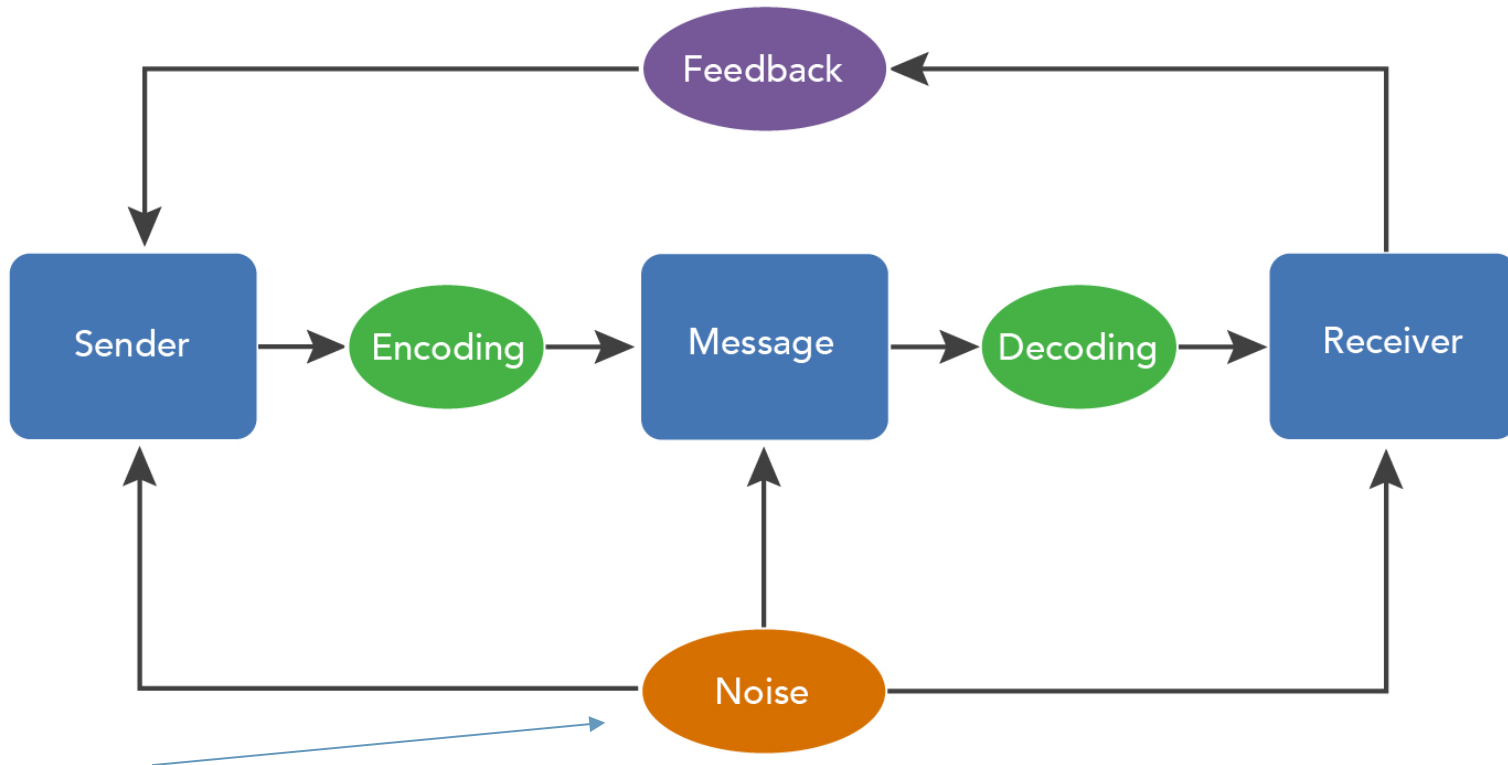 Feedback
Sender
Encoding
Message
Decoding
Receiver
Noise